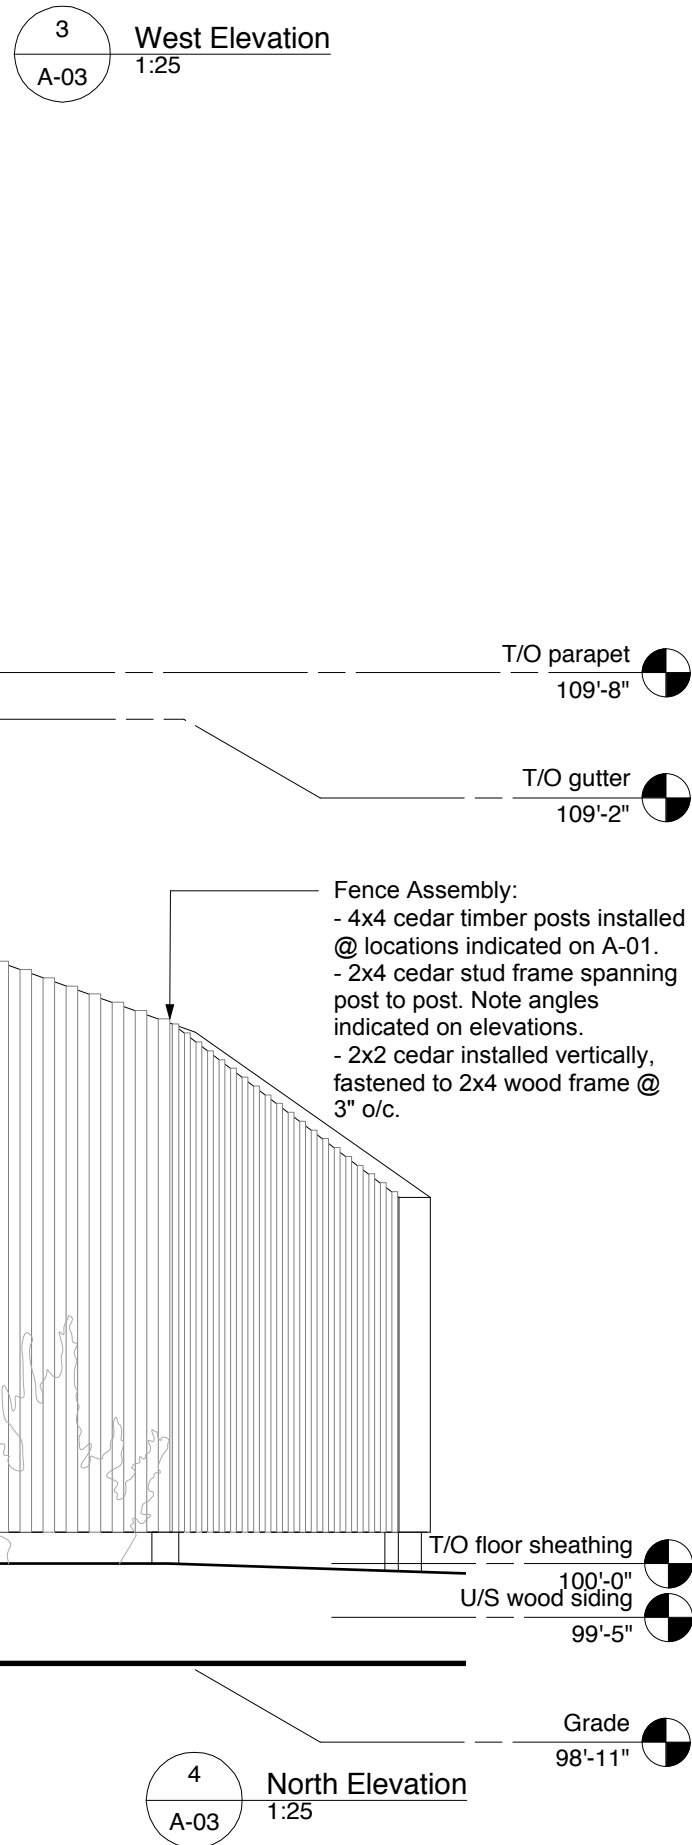 3
West Elevation
A-03
1:25
T/O parapet
109'-8"
T/O gutter
109'-2"
Fence Assembly:
- 4x4 cedar timber posts installed
@ locations indicated on A-01.
- 2x4 cedar stud frame spanning
post to post. Note angles
indicated on elevations.
- 2x2 cedar installed vertically,
fastened to 2x4 wood frame @
3" o/c.
T/O floor sheathing
100'-0"
U/S wood siding
99'-5"
Grade
98'-11"
4
North Elevation
A-03
1:25